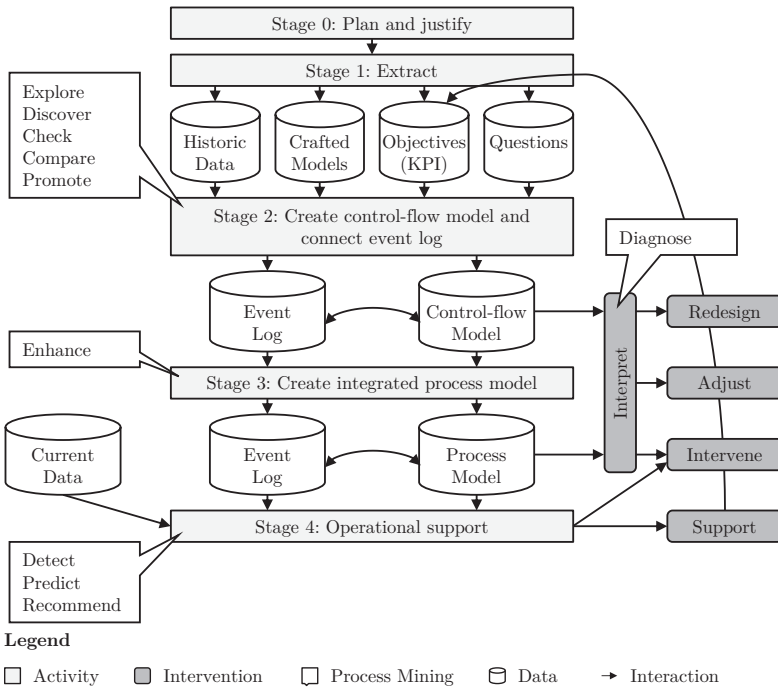 Stage 0: Plan and justify
Stage 1: Extract
Explore
Discover
Check
Compare
Promote
Historic
Data
Crafted
Models
Objectives
(KPI)
Questions
Stage 2: Create control-flow model and
connect event log
Diagnose
Event
Log
Control-flow
Model
Interpret
Redesign
Enhance
Stage 3: Create integrated process model
Adjust
Current
Data
Event
Log
Process
Model
Intervene
Stage 4: Operational support
Support
Detect
Predict
Recommend
Legend
Activity
Intervention
Process Mining
Data
Interaction